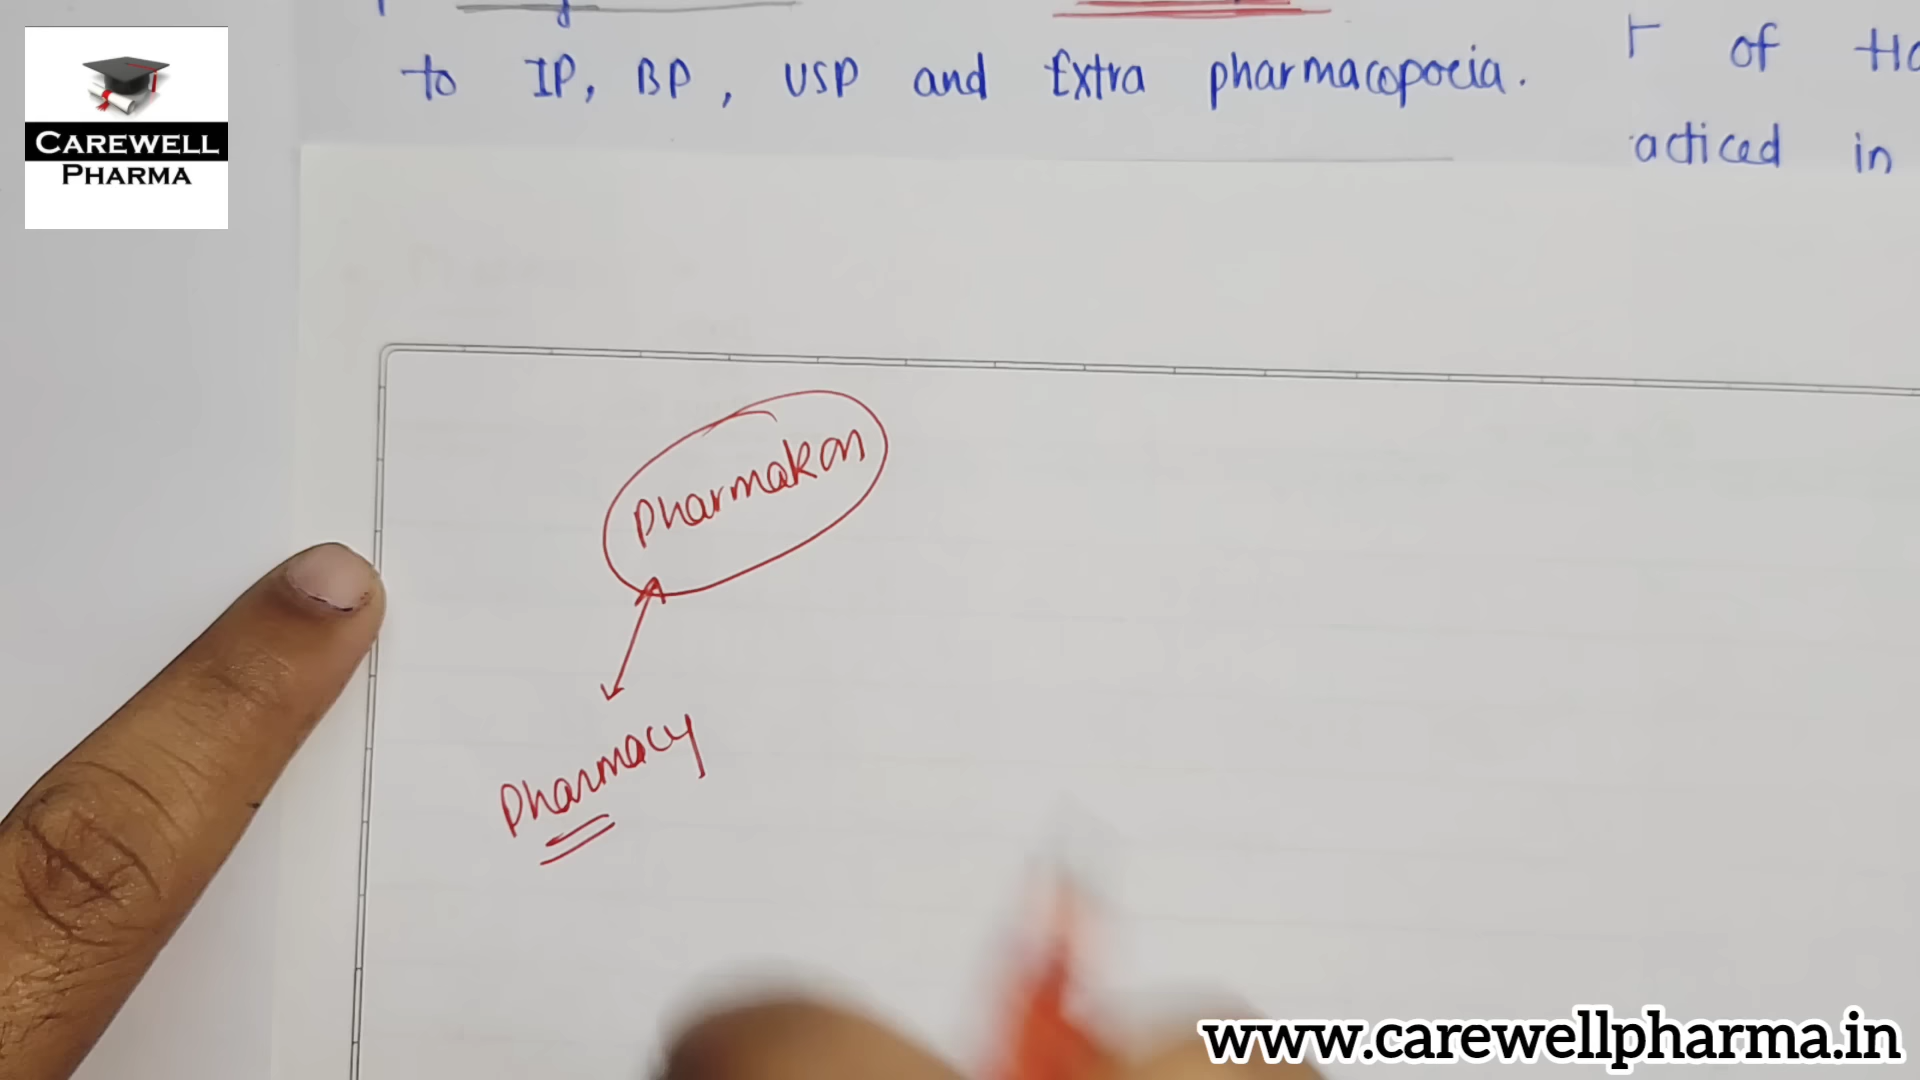 CAREWELL
PHARMA
to IP, BP, USP and Extra pharmacopoeia.
of
acticed in
Pharmakon
Pharmacy
www.carewellpharma.in